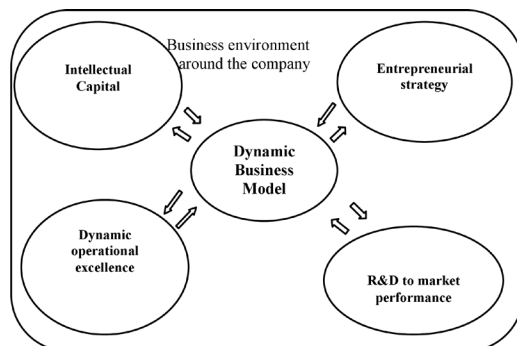 Business environment
around the company
Intellectual
Capital
Entrepreneurial
strategy
Dynamic
Business
Model
Dynamic
operational
excellence
R&D to market
performance